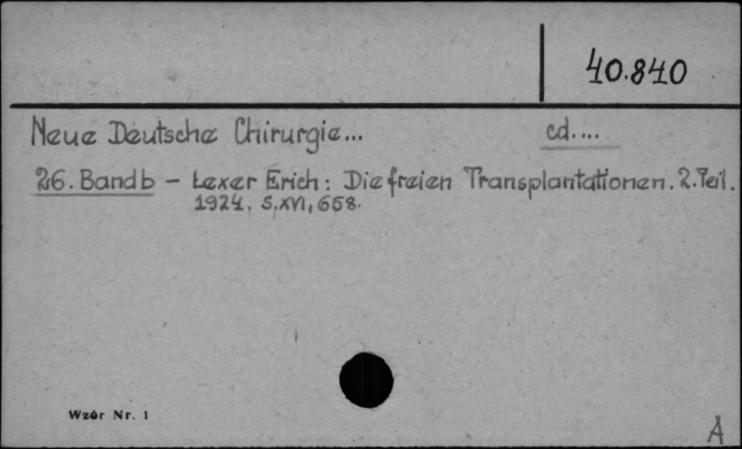 40.840
Neue Deutsche Chirurgie... cd....
26. Band b - Lexer Erich: Die freien Transplantationen. 2. Teil.
1924. S. XVI, 658.
Wzór Nr. 1
A